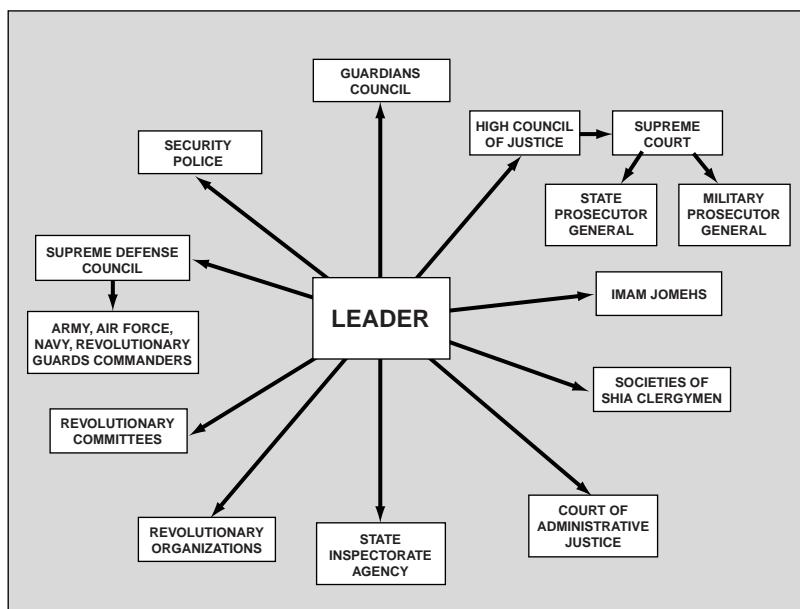 GUARDIANS
COUNCIL
HIGH COUNCIL
OF JUSTICE
SUPREME
COURT
SECURITY
POLICE
STATE
PROSECUTOR
GENERAL
MILITARY
PROSECUTOR
GENERAL
SUPREME DEFENSE
COUNCIL
IMAM JOMEHS
LEADER
ARMY, AIR FORCE,
NAVY, REVOLUTIONARY
GUARDS COMMANDERS
SOCIETIES OF
SHIA CLERGYMEN
REVOLUTIONARY
COMMITTEES
REVOLUTIONARY
ORGANIZATIONS
STATE
INSPECTORATE
AGENCY
COURT OF
ADMINISTRATIVE
JUSTICE